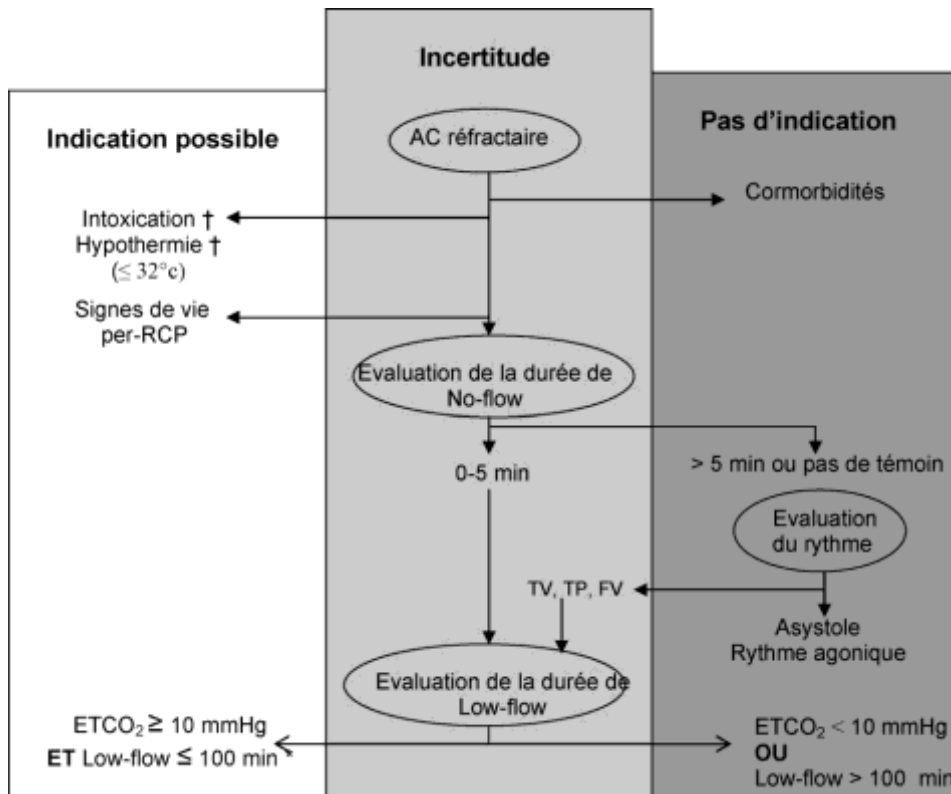 Incertitude
Indication possible
Pas d'indication
AC réfractaire
Cormorbidités
Intoxication †
Hypothermie †
(≤ 32°c)
Signes de vie
per-RCP
Evaluation de la durée de
No-flow
0-5 min
> 5 min ou pas de témoin
Evaluation
du rythme
TV, TP, FV
Asystole
Rythme agonique
Evaluation de la durée de
Low-flow
ETCO₂ ≥ 10 mmHg
ET Low-flow ≤ 100 min *
ETCO₂ < 10 mmHg
OU
Low-flow > 100 min